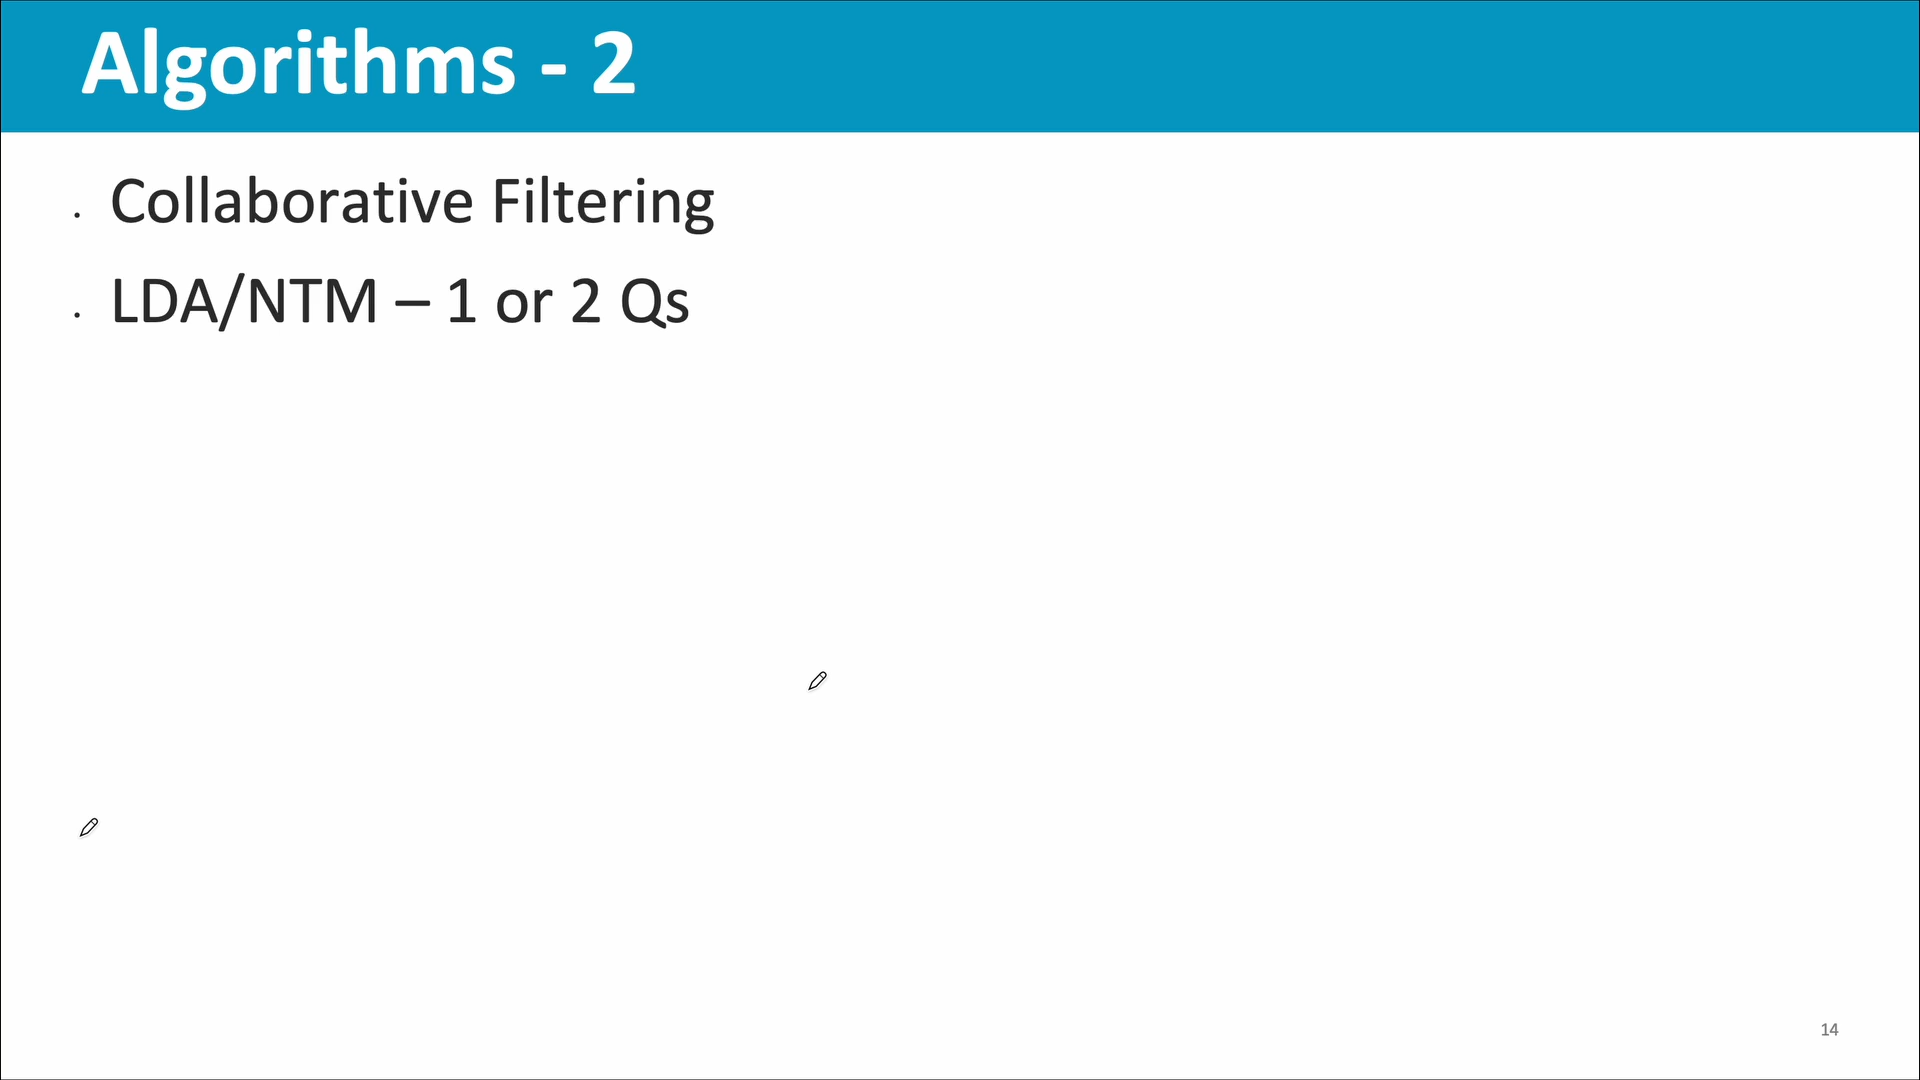 Algorithms - 2
. Collaborative Filtering
. LDA/NTM – 1 or 2 Qs
14